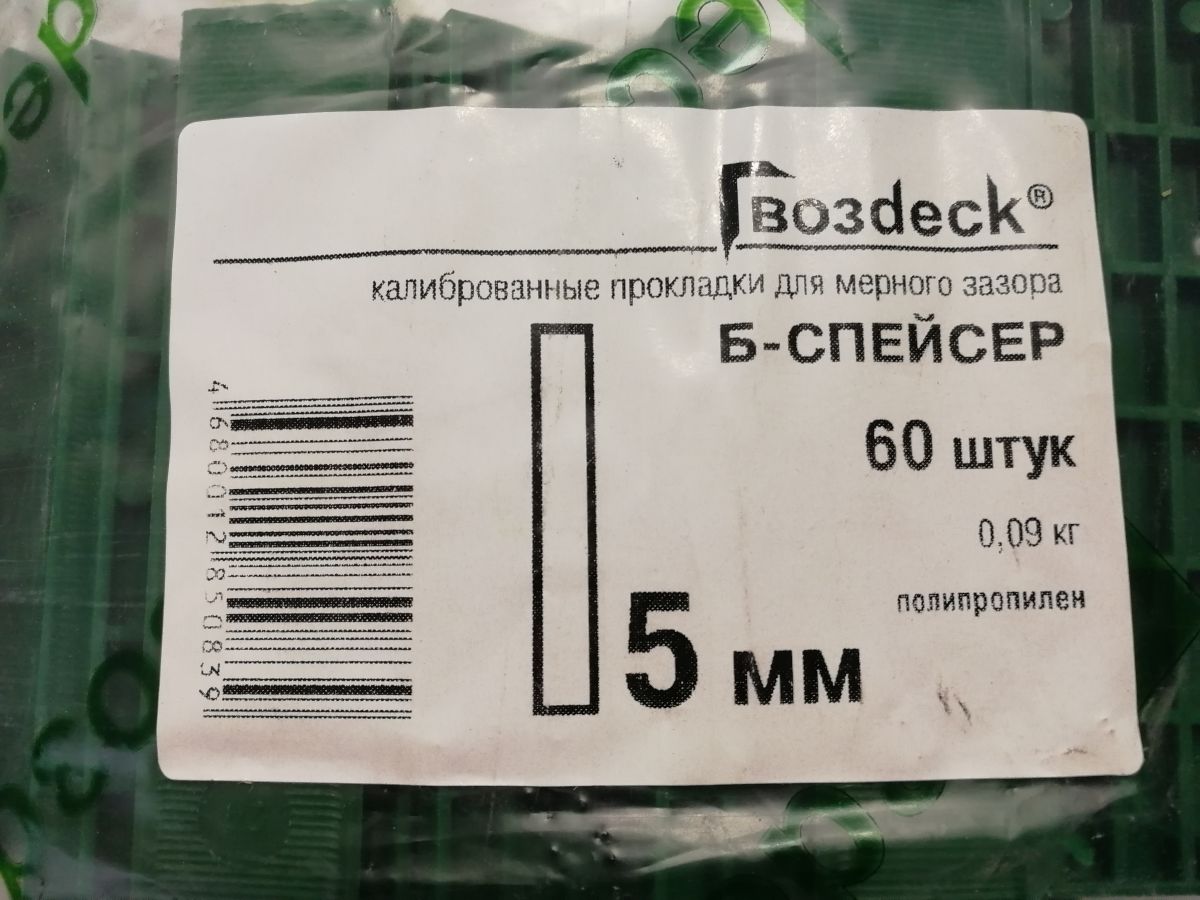 Гвозdeck®
калиброванные прокладки для мерного зазора
Б-СПЕЙСЕР
60 штук
0,09 кг
полипропилен
5 мм
4680012850839